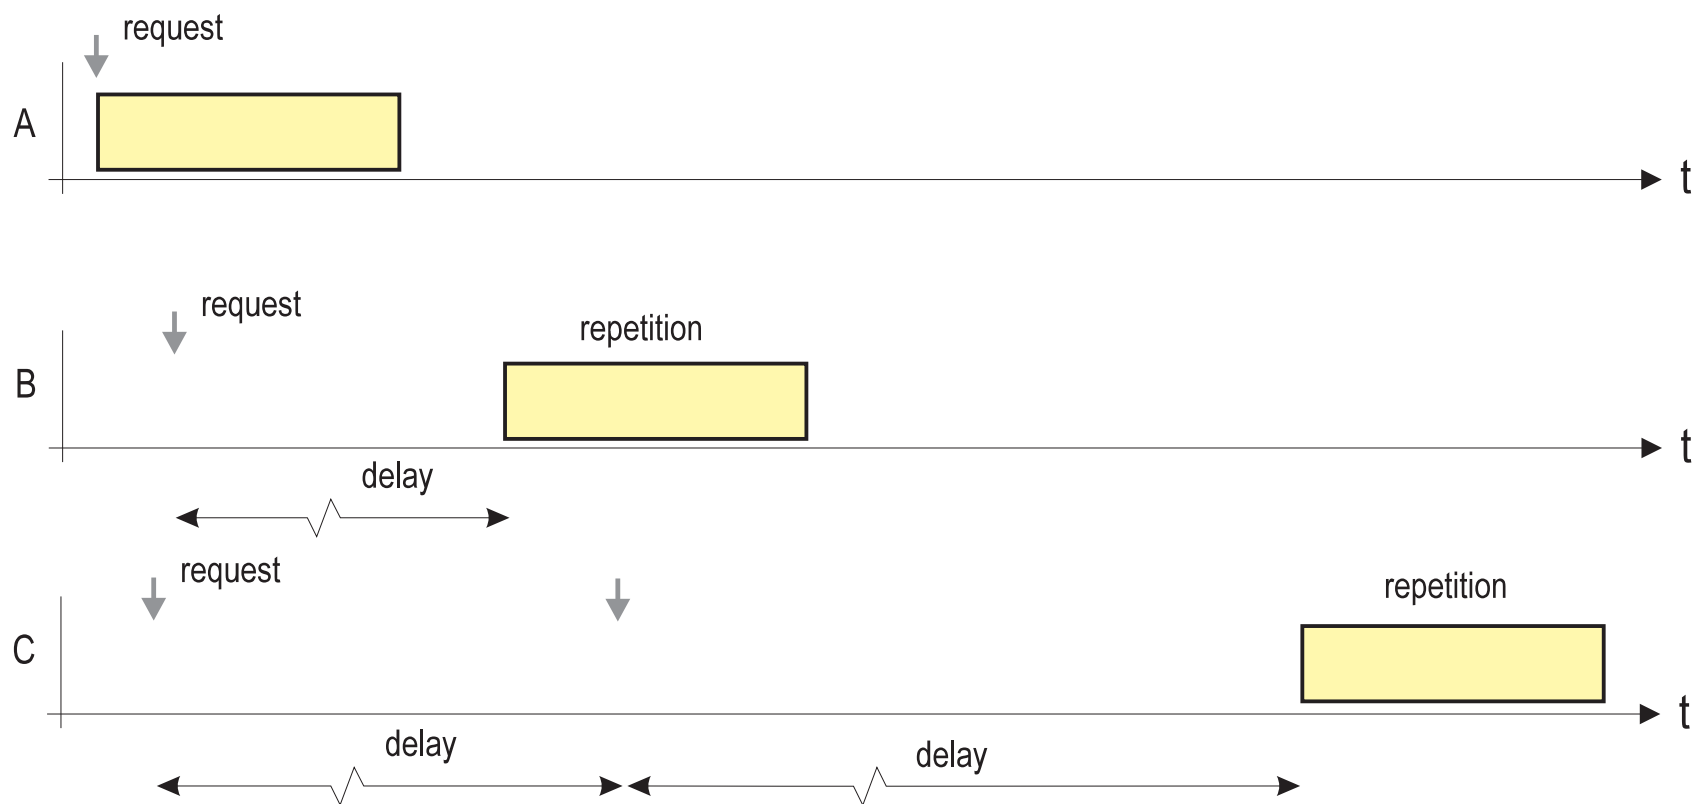 request
A
t
request
repetition
B
t
delay
request
repetition
C
t
delay
delay